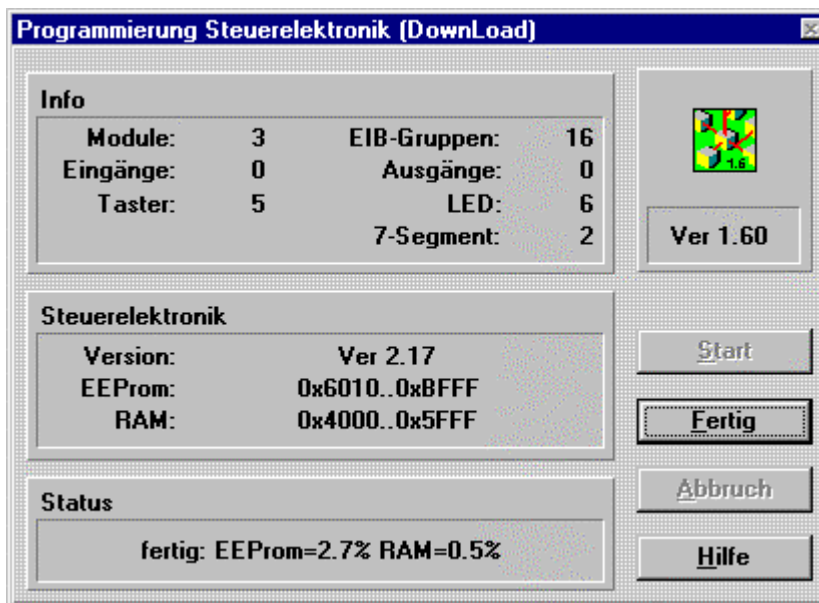 Programmierung Steuerelektronik (DownLoad)
Info
Module: 3 EIB-Gruppen: 16
Eingänge: 0 Ausgänge: 0
Taster: 5 LED: 6
7-Segment: 2
1.6
Ver 1.60
Steuerelektronik
Version: Ver 2.17
EEProm: 0x6010..0xBFFF
RAM: 0x4000..0x5FFF
Start
Fertig
Abbruch
Hilfe
Status
fertig: EEProm=2.7% RAM=0.5%